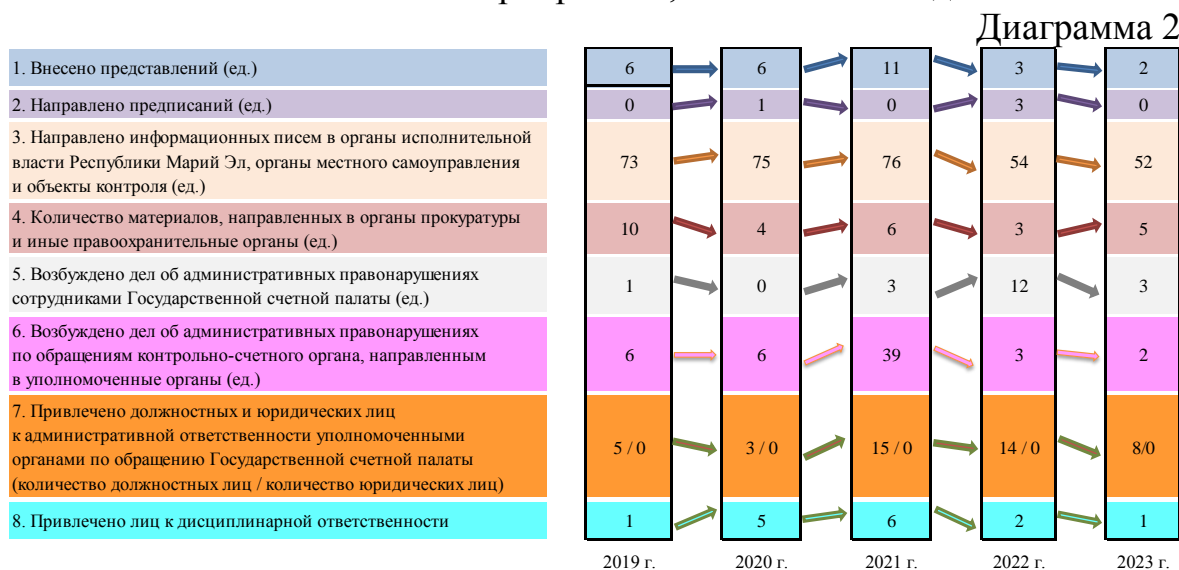 Диаграмма 2
1. Внесено представлений (ед.)
6 6 11 3 2
2. Направлено предписаний (ед.)
0 1 0 3 0
3. Направлено информационных писем в органы исполнительной
власти Республики Марий Эл, органы местного самоуправления
и объекты контроля (ед.)
73 75 76 54 52
4. Количество материалов, направленных в органы прокуратуры
и иные правоохранительные органы (ед.)
10 4 6 3 5
5. Возбуждено дел об административных правонарушениях
сотрудниками Государственной счетной палаты (ед.)
1 0 3 12 3
6. Возбуждено дел об административных правонарушениях
по обращениям контрольно-счетного органа, направленным
в уполномоченные органы (ед.)
6 6 39 3 2
7. Привлечено должностных и юридических лиц
к административной ответственности уполномоченными
органами по обращению Государственной счетной палаты
(количество должностных лиц / количество юридических лиц)
5 / 0 3 / 0 15 / 0 14 / 0 8/0
8. Привлечено лиц к дисциплинарной ответственности
1 5 6 2 1
2019 г. 2020 г. 2021 г. 2022 г. 2023 г.